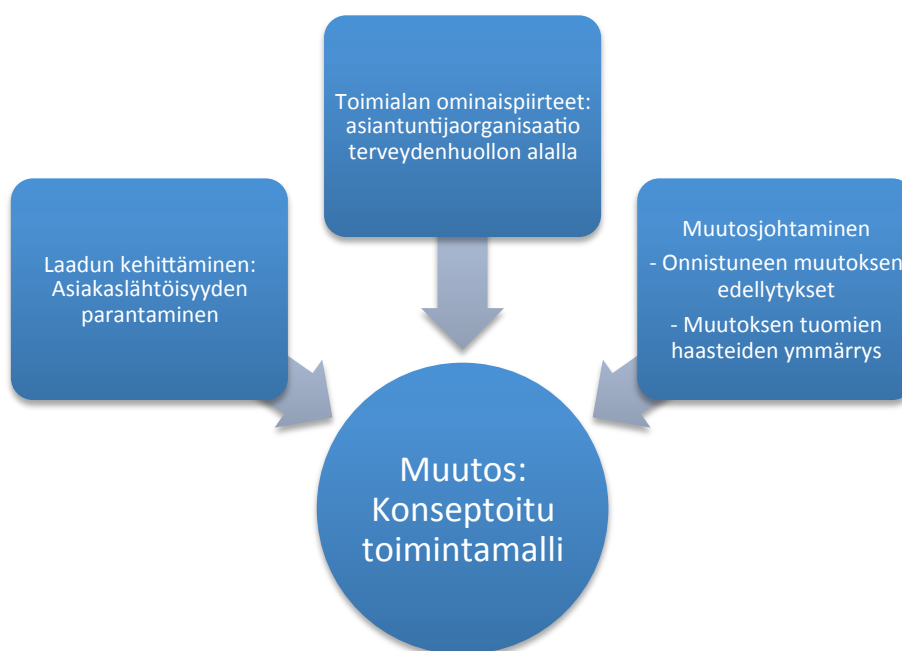 Toimialan ominaispiirteet:
asiantuntijaorganisaatio
terveydenhuollon alalla
Laadun kehittäminen:
Asiakaslähtöisyyden
parantaminen
Muutosjohtaminen
- Onnistuneen muutoksen
edellytykset
- Muutoksen tuomien
haasteiden ymmärrys
Muutos:
Konseptoitu
toimintamalli